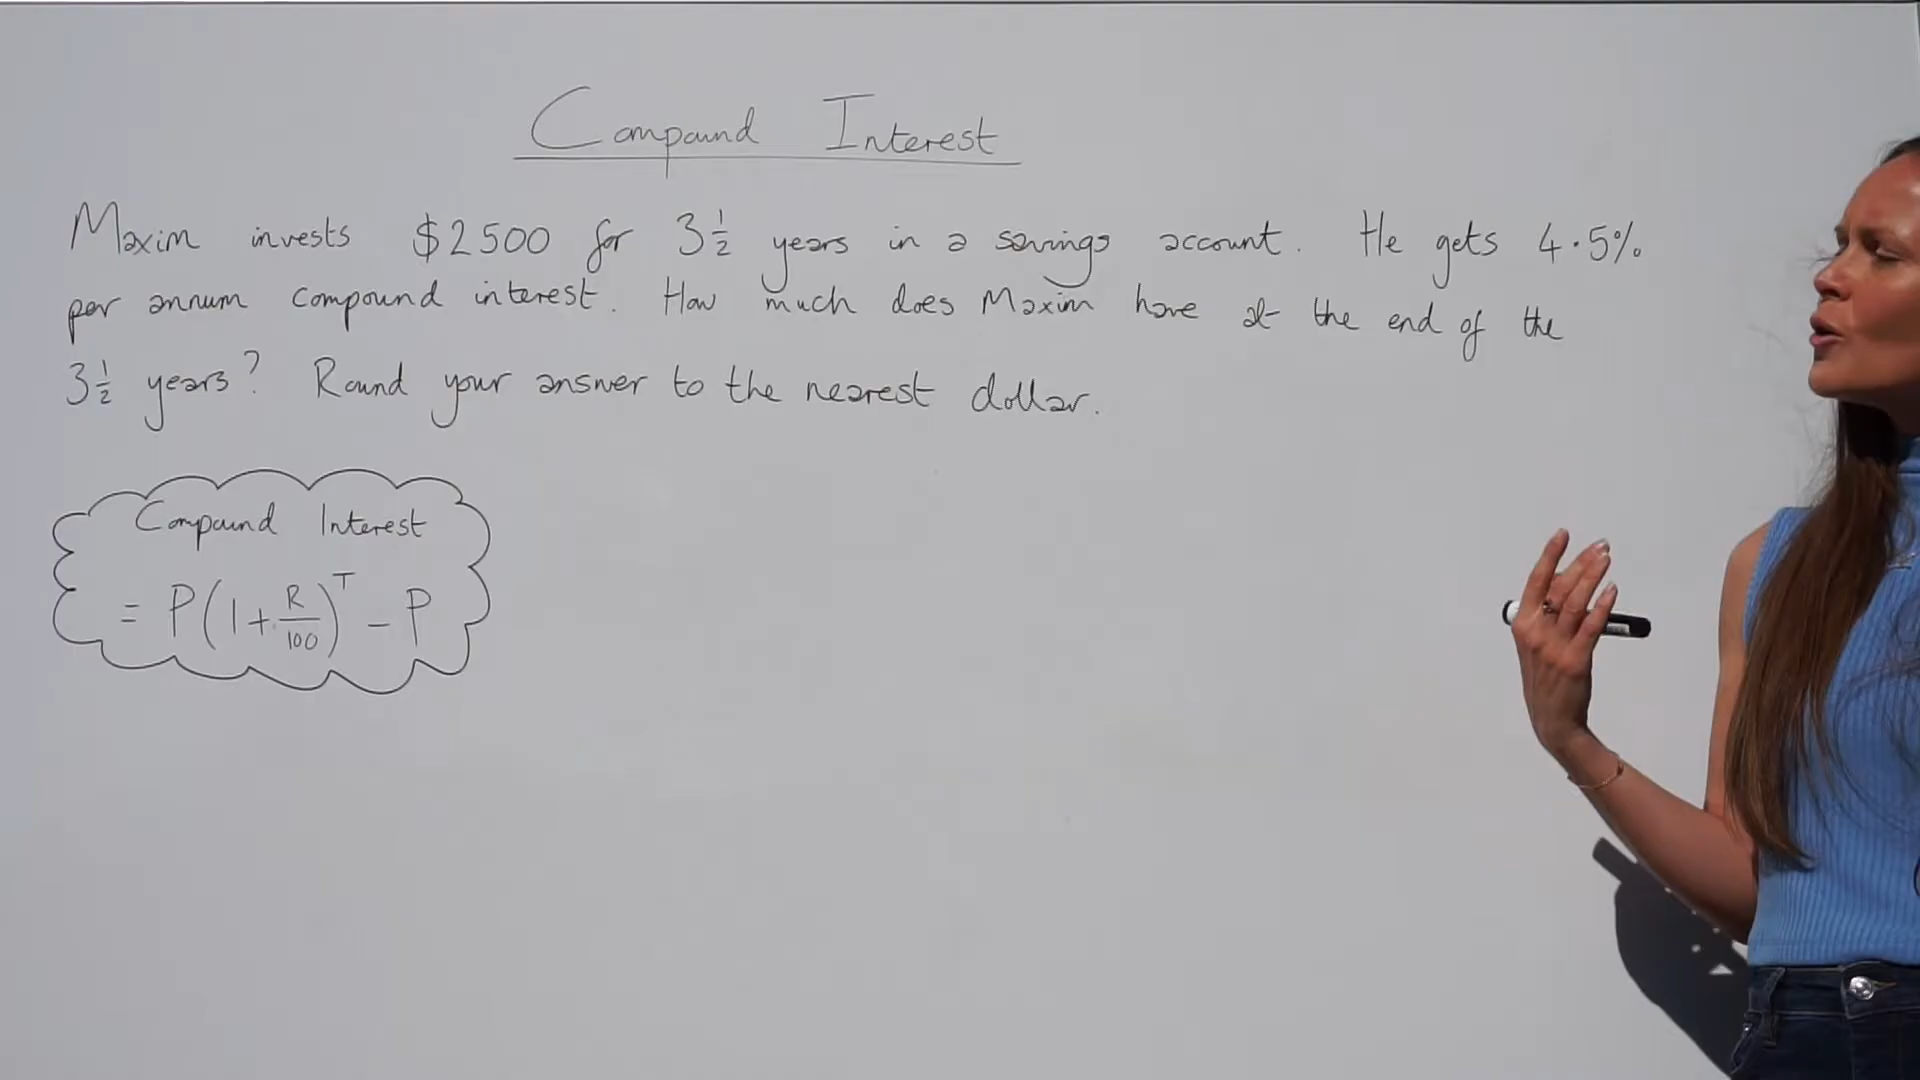 Compound Interest
Maxim invests $2500 for 3½ years in a savings account. He gets 4.5%
per annum compound interest. How much does Maxim have at the end of the
3½ years? Round your answer to the nearest dollar.
Compound Interest
= P(1+R/100)^T - P